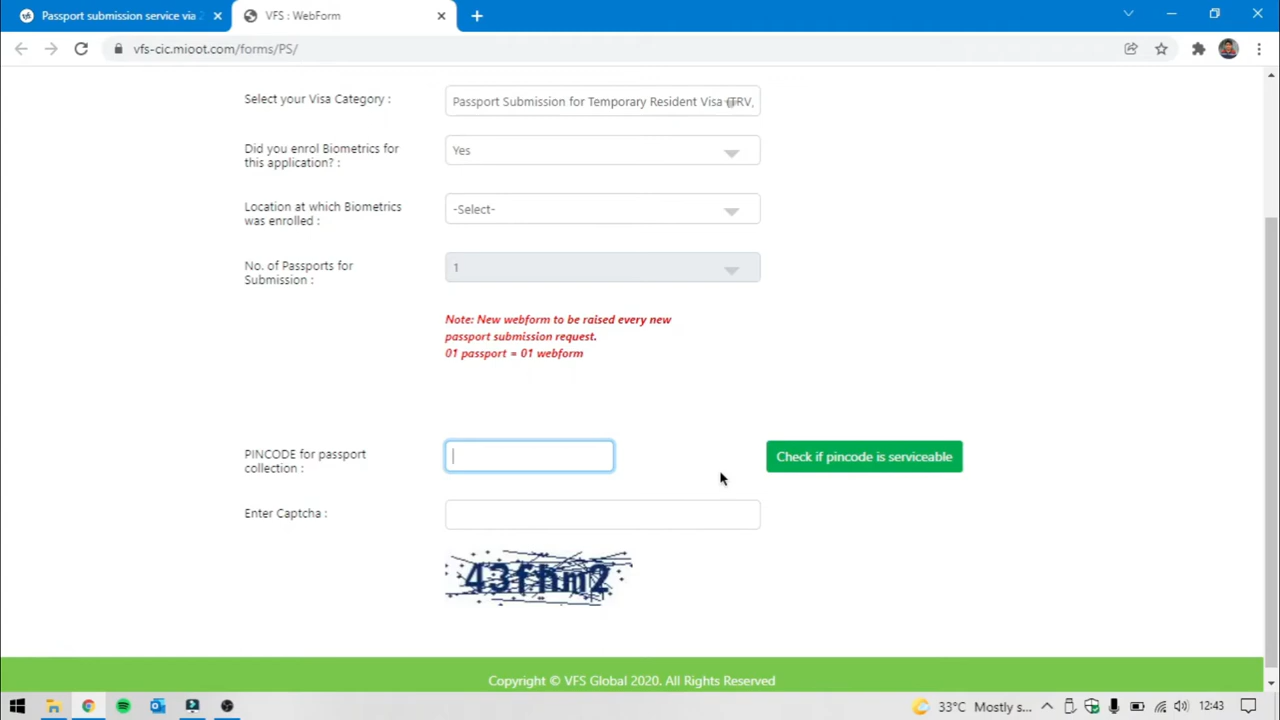 Passport submission service via 2
VFS : WebForm
vfs-cic.mioot.com/forms/PS/
Select your Visa Category :
Passport Submission for Temporary Resident Visa (TRV,
Did you enrol Biometrics for
this application? :
Yes
Location at which Biometrics
was enrolled :
-Select-
No. of Passports for
Submission :
1
Note: New webform to be raised every new
passport submission request.
01 passport = 01 webform
PINCODE for passport
collection :
Check if pincode is serviceable
Enter Captcha :
43fhm2
Copyright © VFS Global 2020. All Rights Reserved
33°C Mostly s...
12:43